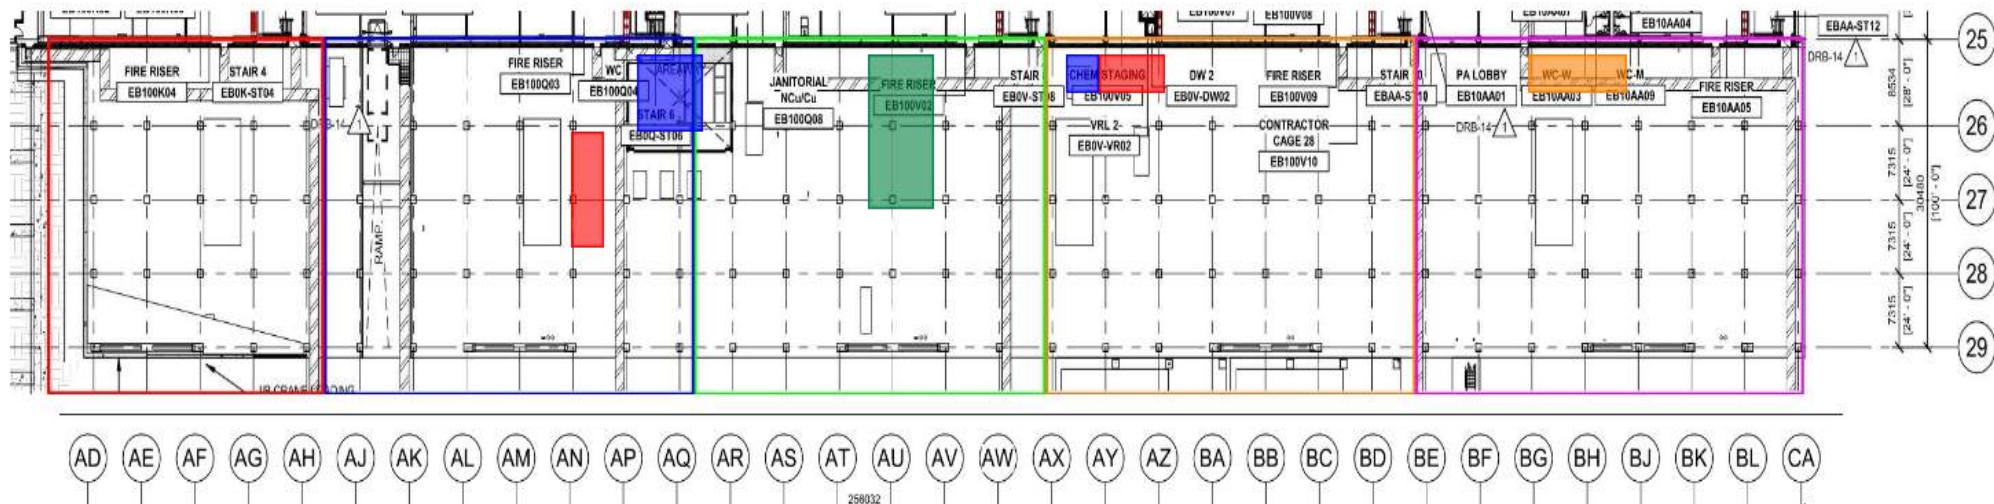 EB100V07
EB100V08
EB10AA04
EBAA-ST12
DRB-14
1
25
FIRE RISER
EB100K04
STAIR 4
EB0K-ST04
FIRE RISER
EB100Q03
WC
EB100Q04
AREAWAY
STAIR 6
EB0Q-ST06
JANITORIAL
NCu/Cu
EB100Q08
FIRE RISER
EB100V02
STAIR
EB0V-ST08
CHEM STAGING
EB100V05
DW 2
EB0V-DW02
FIRE RISER
EB100V09
EBAA-ST10
PA LOBBY
EB10AA01
WC-W
EB10AA03
WC-M
EB10AA09
FIRE RISER
EB10AA05
8534
[28' - 0"]
DRB-14
1
VRL 2-
EB0V-VR02
CONTRACTOR
CAGE 28
EB100V10
DRB-14
1
26
7315
[24' - 0"]
30480
[100' - 0"]
27
RAMP
7315
[24' - 0"]
28
7315
[24' - 0"]
29
AD AE AF AG AH AJ AK AL AM AN AP AQ AR AS AT AU AV AW AX AY AZ BA BB BC BD BE BF BG BH BJ BK BL CA
256032